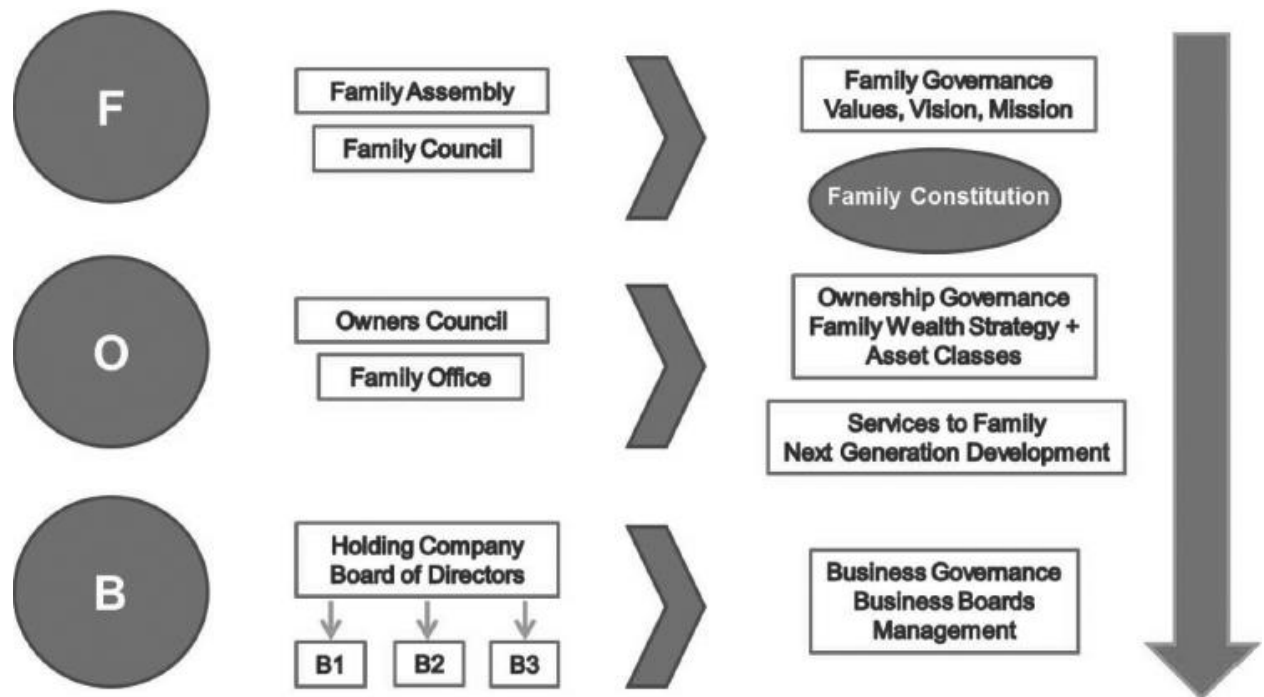 F
Family Assembly
Family Council
Family Governance
Values, Vision, Mission
Family Constitution
O
Owners Council
Family Office
Ownership Governance
Family Wealth Strategy +
Asset Classes
Services to Family
Next Generation Development
B
Holding Company
Board of Directors
B1
B2
B3
Business Governance
Business Boards
Management